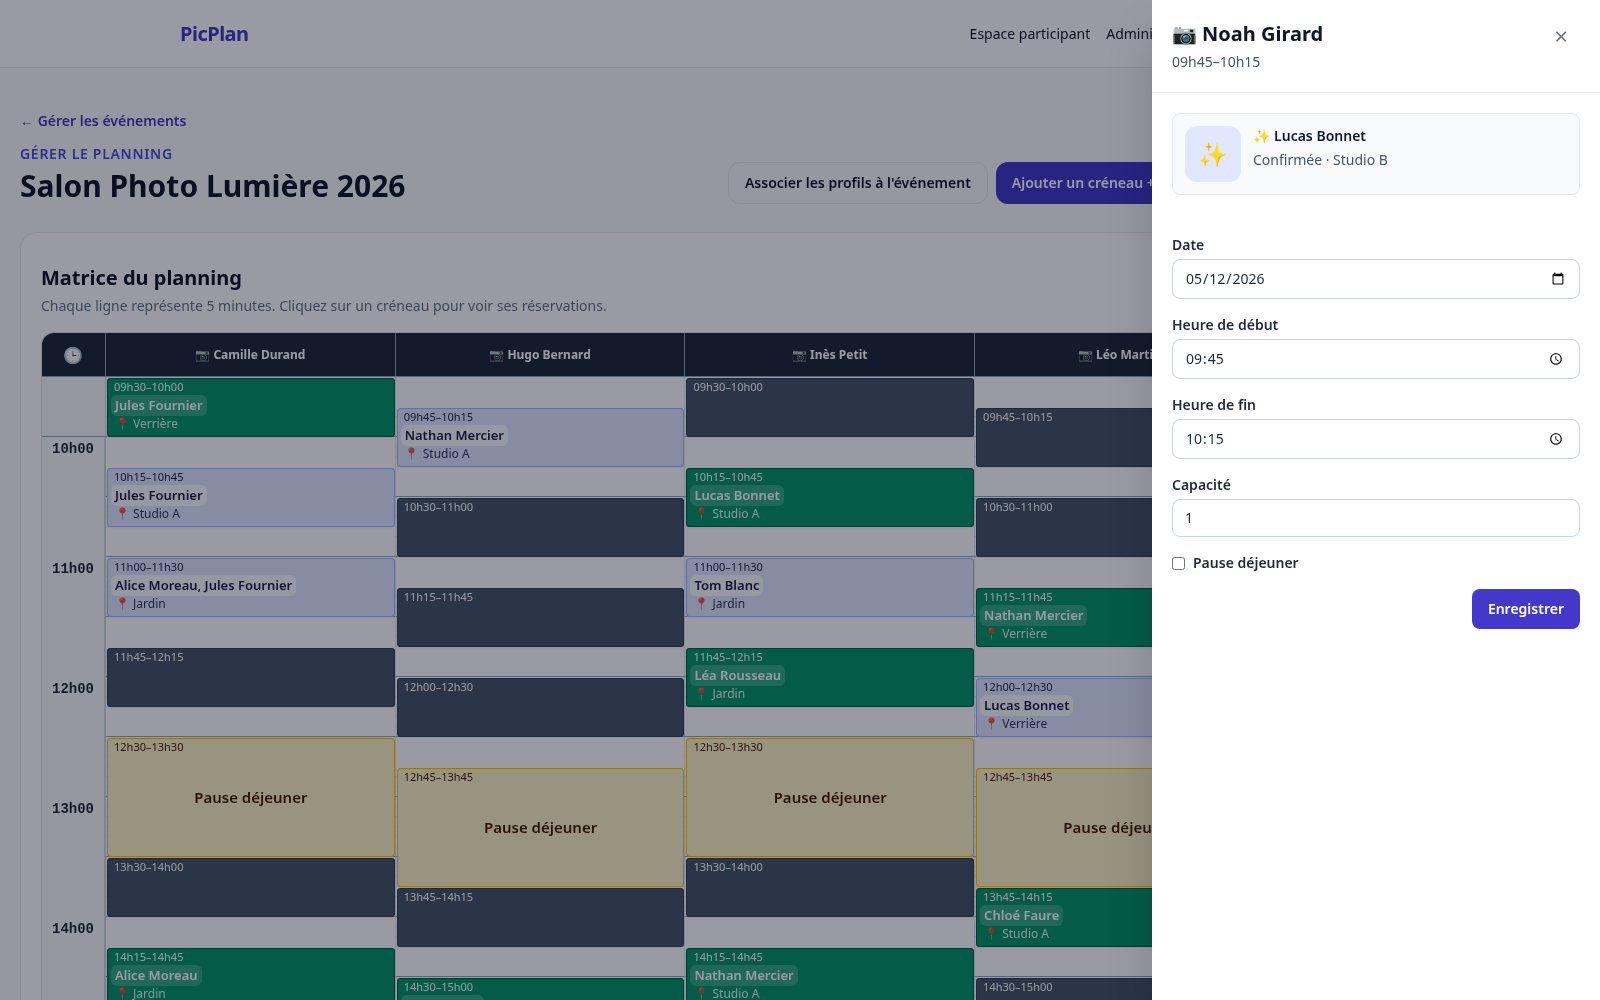 PicPlan
Espace participant
← Gérer les événements
GÉRER LE PLANNING
Salon Photo Lumière 2026
Associer les profils à l'événement
Ajouter un créneau
Matrice du planning
Chaque ligne représente 5 minutes. Cliquez sur un créneau pour voir ses réservations.
Camille Durand
Hugo Bernard
Inès Petit
Léo
10h00
11h00
12h00
13h00
14h00
09h30–10h00
Jules Fournier
Verrière
10h15–10h45
Jules Fournier
Studio A
11h00–11h30
Alice Moreau, Jules Fournier
Jardin
11h45–12h15
12h30–13h30
Pause déjeuner
13h30–14h00
14h15–14h45
Alice Moreau
Jardin
09h45–10h15
Nathan Mercier
Studio A
10h30–11h00
11h15–11h45
12h00–12h30
12h45–13h45
Pause déjeuner
13h45–14h15
14h30–15h00
09h30–10h00
10h15–10h45
Lucas Bonnet
Studio A
11h00–11h30
Tom Blanc
Jardin
11h45–12h15
Léa Rousseau
Jardin
12h30–13h30
Pause déjeuner
13h30–14h00
14h15–14h45
Nathan Mercier
Studio A
09h45–10h15
10h30–11h00
11h15–11h45
Nathan Mercier
Verrière
12h00–12h30
Lucas Bonnet
Verrière
12h45–13h45
Pause
13h45–14h15
Chloé Faure
Studio A
14h30–15h00
Noah Girard
09h45–10h15
Lucas Bonnet
Confirmée · Studio B
Date
05/12/2026
Heure de début
09:45
Heure de fin
10:15
Capacité
1
Pause déjeuner
Enregistrer